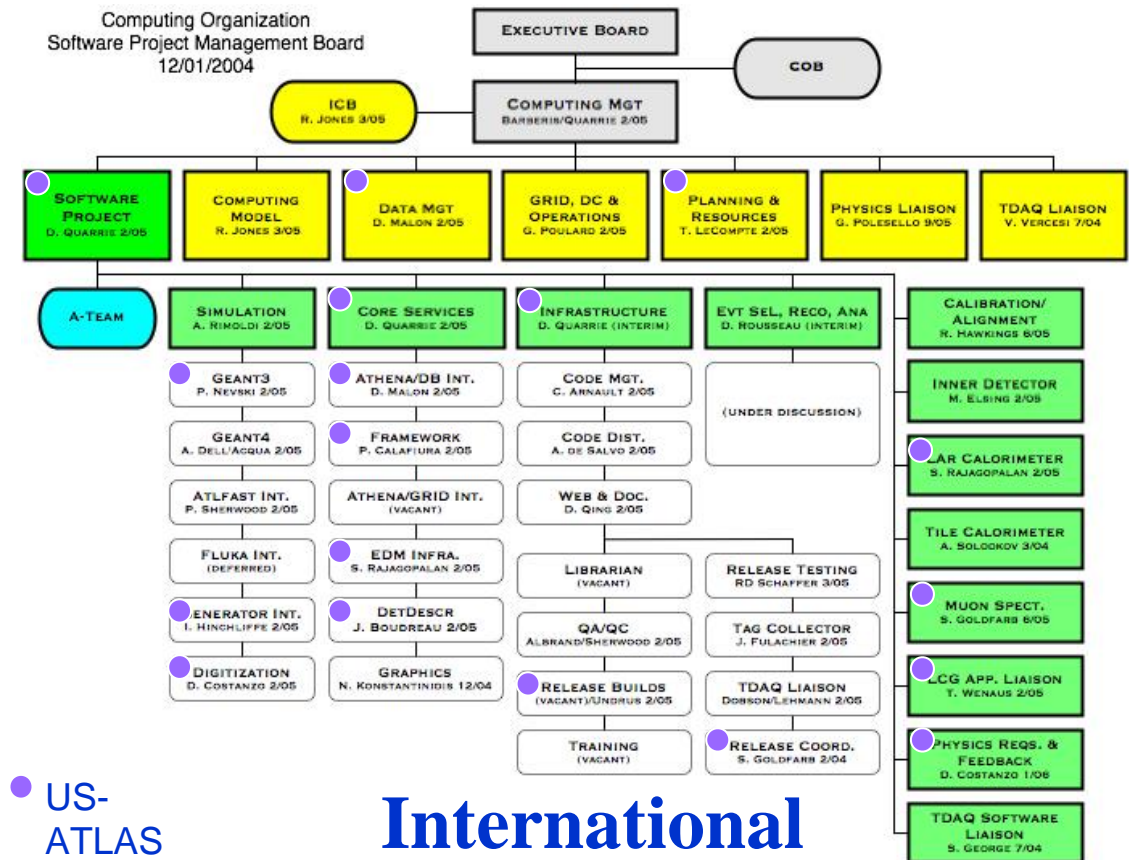 Computing Organization
Software Project Management Board
12/01/2004
EXECUTIVE BOARD
COB
ICB
R. JONES 3/05
COMPUTING MGT
BARBERIS/QUARRIE 2/05
SOFTWARE
PROJECT
D. QUARRIE 2/05
COMPUTING
MODEL
R. JONES 3/05
DATA MGT
D. MALON 2/05
GRID, DC &
OPERATIONS
G. POULARD 2/05
PLANNING &
RESOURCES
T. LECOMPTE 2/05
PHYSICS LIAISON
G. POLESELLO 9/05
TDAQ LIAISON
V. VERCESI 7/04
A-TEAM
SIMULATION
A. RIMOLDI 2/05
GEANT3
P. NEVSKI 2/05
GEANT4
A. DELL'ACQUA 2/05
ATLFAST INT.
P. SHERWOOD 2/05
FLUKA INT.
(DEFERRED)
GENERATOR INT.
I. HINCHLIFFE 2/05
DIGITIZATION
D. COSTANZO 2/05
CORE SERVICES
D. QUARRIE 2/05
ATHENA/DB INT.
D. MALON 2/05
FRAMEWORK
P. CALAFIURA 2/05
ATHENA/GRID INT.
(VACANT)
EDM INFRA.
S. RAJAGOPALAN 2/05
DETDESCR
J. BOUDREAU 2/05
GRAPHICS
N. KONSTANTINIDIS 12/04
INFRASTRUCTURE
D. QUARRIE (INTERIM)
CODE MGT.
C. ARNAULT 2/05
CODE DIST.
A. DE SALVO 2/05
WEB & DOC.
D. QING 2/05
LIBRARIAN
(VACANT)
QA/QC
ALBRAND/SHERWOOD 2/05
RELEASE BUILDS
(VACANT)/UNDRUS 2/05
TRAINING
(VACANT)
EVT SEL, RECO, ANA
D. ROUSSEAU (INTERIM)
(UNDER DISCUSSION)
RELEASE TESTING
RD SCHAFFER 3/05
TAG COLLECTOR
J. FULACHIER 2/05
TDAQ LIAISON
DOBSON/LEHMANN 2/05
RELEASE COORD.
S. GOLDFARB 2/04
CALIBRATION/
ALIGNMENT
R. HAWKINGS 6/05
INNER DETECTOR
M. ELSING 2/05
LAR CALORIMETER
S. RAJAGOPALAN 2/05
TILE CALORIMETER
A. SOLODKOV 3/04
MUON SPECT.
S. GOLDFARB 6/05
LCG APP. LIAISON
T. WENAUS 2/05
PHYSICS REQS. &
FEEDBACK
D. COSTANZO 1/06
TDAQ SOFTWARE
LIAISON
S. GEORGE 7/04
US-
ATLAS
International